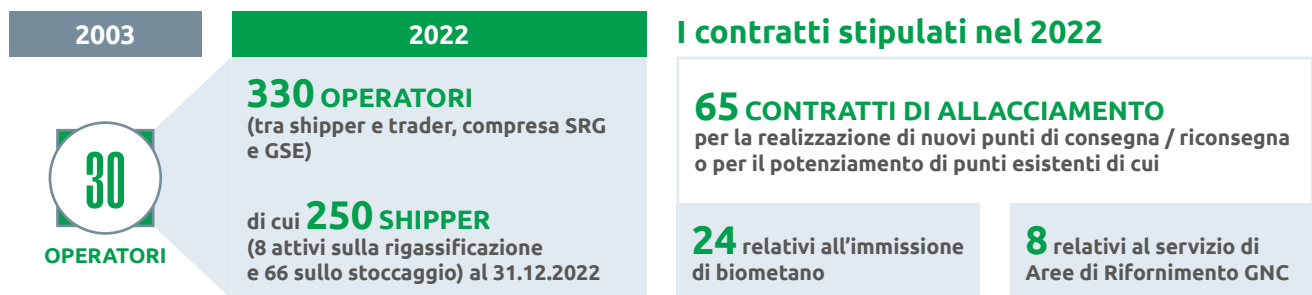 2003
30
OPERATORI
2022
330 OPERATORI
(tra shipper e trader, compresa SRG
e GSE)
di cui 250 SHIPPER
(8 attivi sulla rigassificazione
e 66 sullo stoccaggio) al 31.12.2022
I contratti stipulati nel 2022
65 CONTRATTI DI ALLACCIAMENTO
per la realizzazione di nuovi punti di consegna / riconsegna
o per il potenziamento di punti esistenti di cui
24 relativi all’immissione
di biometano
8 relativi al servizio di
Aree di Rifornimento GNC